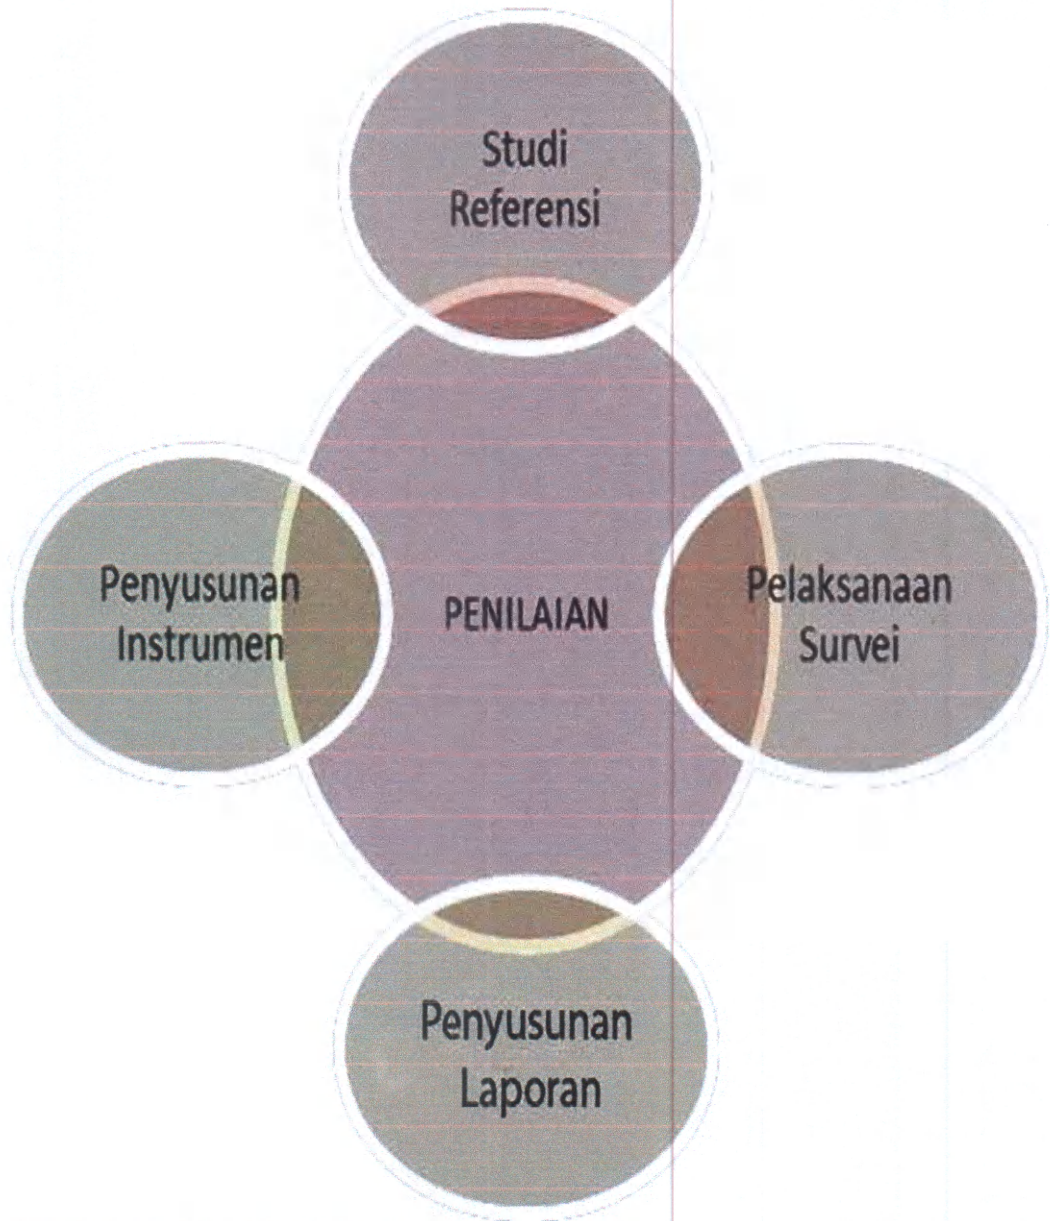 Studi
Referensi
Penyusunan
Instrumen
PENILAIAN
Pelaksanaan
Survei
Penyusunan
Laporan